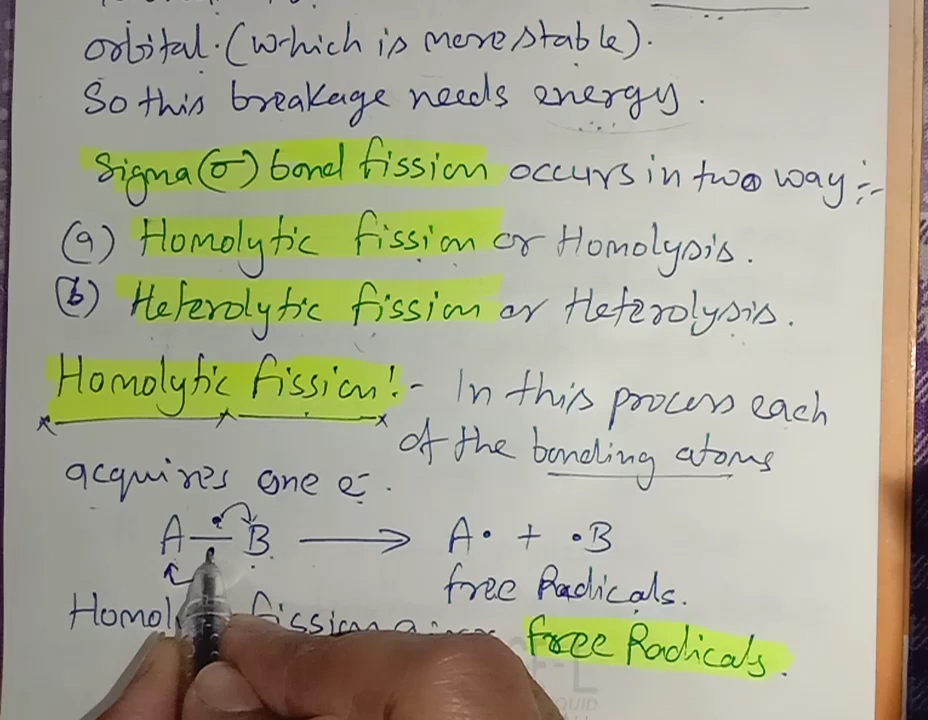 orbital. (which is more stable).
So this breakage needs energy.
Sigma (σ) bond fission occurs in two way :-
(a) Homolytic fission or Homolysis.
(b) Heterolytic fission or Heterolysis.
Homolytic fission! - In this process each
of the bonding atoms
acquires one e⁻.
A — B → A• + •B
free Radicals.
fission free Radicals.